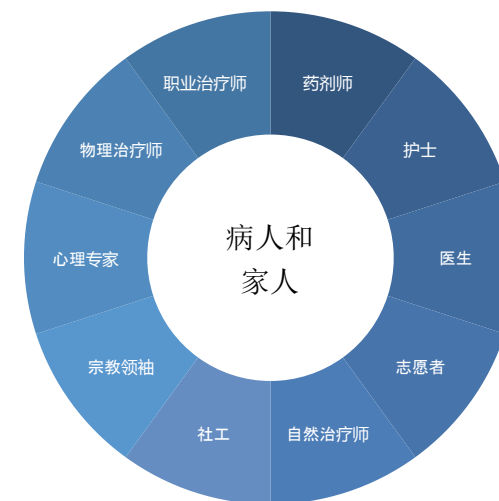 职业治疗师
药剂师
物理治疗师
护士
病人和
家人
心理专家
医生
宗教领袖
志愿者
社工
自然治疗师